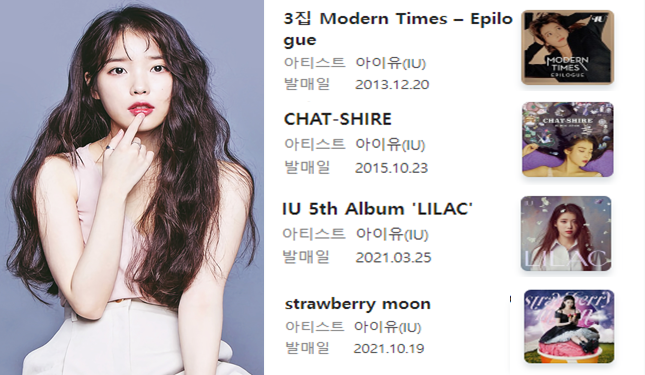 3집 Modern Times – Epilo
gue
아티스트 아이유(IU)
발매일 2013.12.20
MODERN
TIMES
EPILOGUE
CHAT-SHIRE
아티스트 아이유(IU)
발매일 2015.10.23
CHAT-SHIRE
IU 5th Album 'LILAC'
아티스트 아이유(IU)
발매일 2021.03.25
LILAC
strawberry moon
아티스트 아이유(IU)
발매일 2021.10.19
strawberry